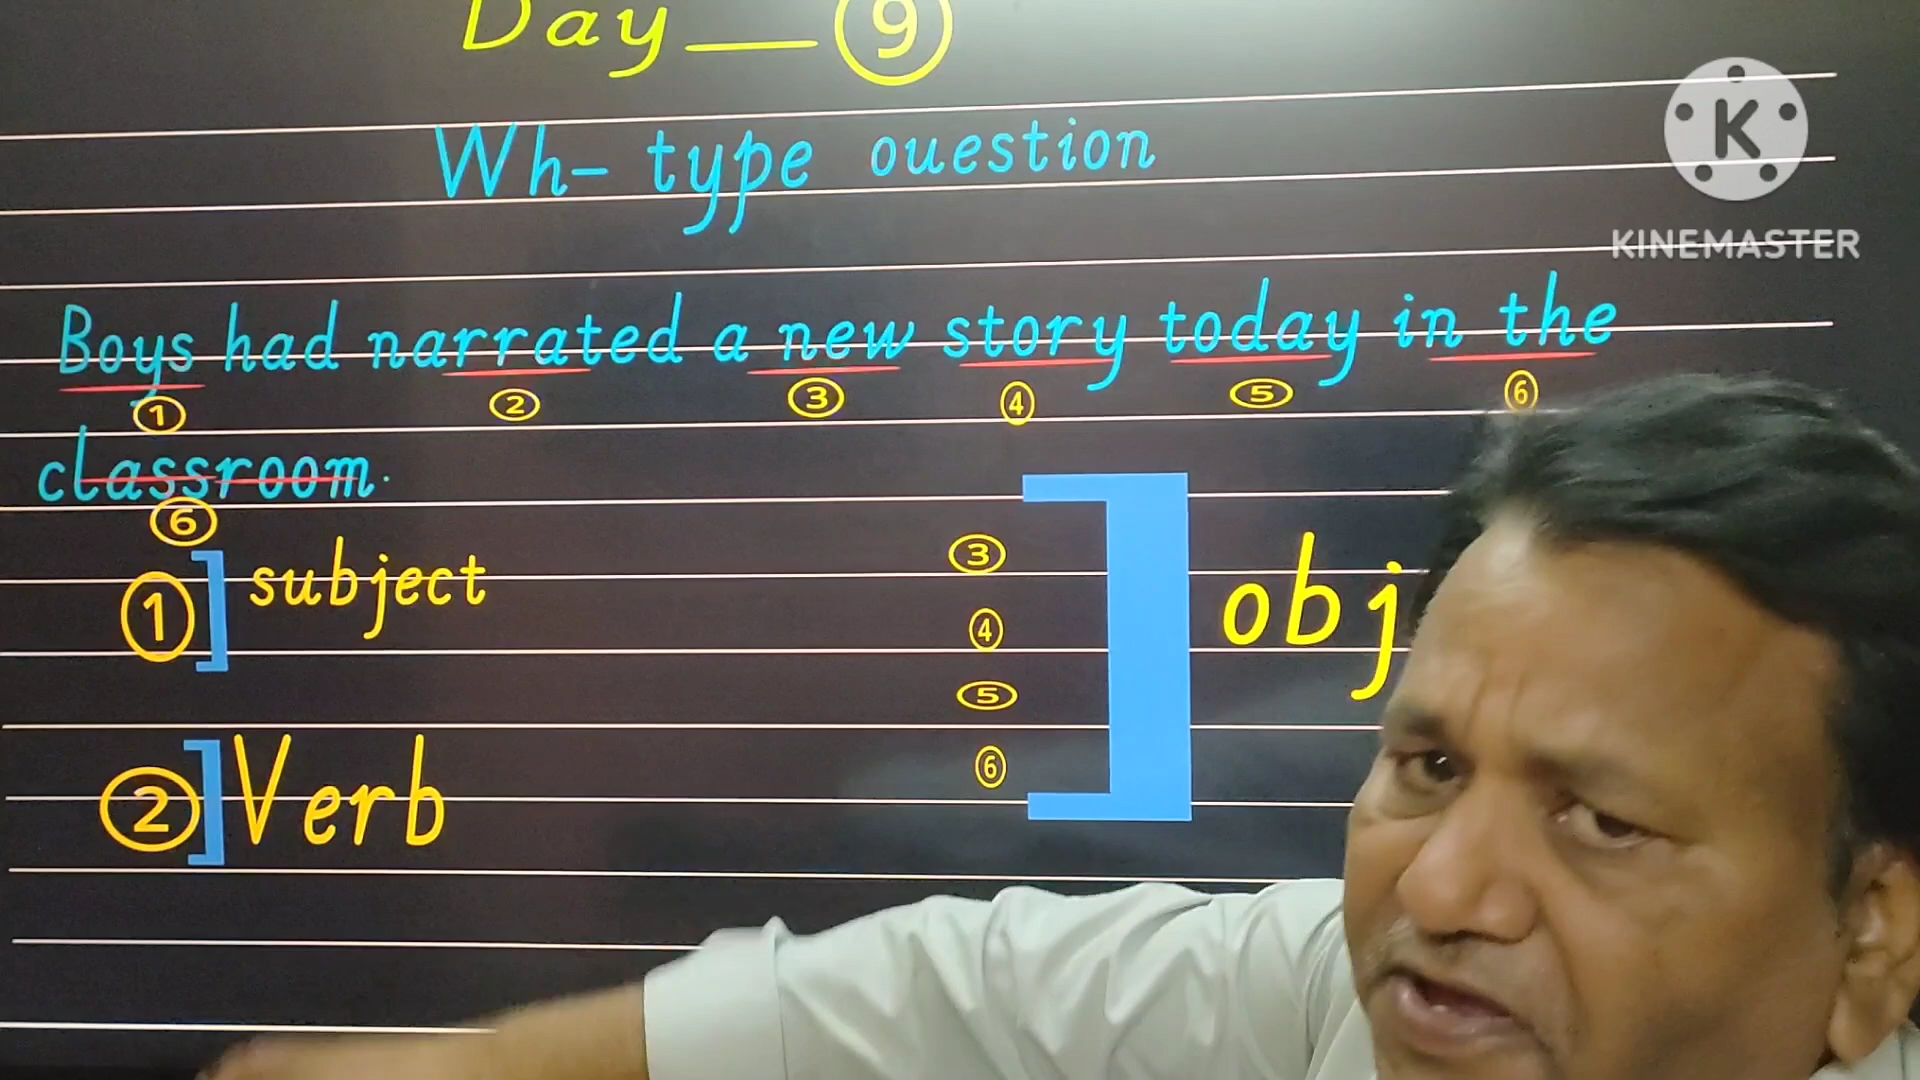 Day __ 9
Wh- type ouestion
K
KINEMASTER
Boys had narrated a new story today in the
1 2 3 4 5 6
classroom.
6
1 ] subject
2 ] Verb
3
4
5
6
obj